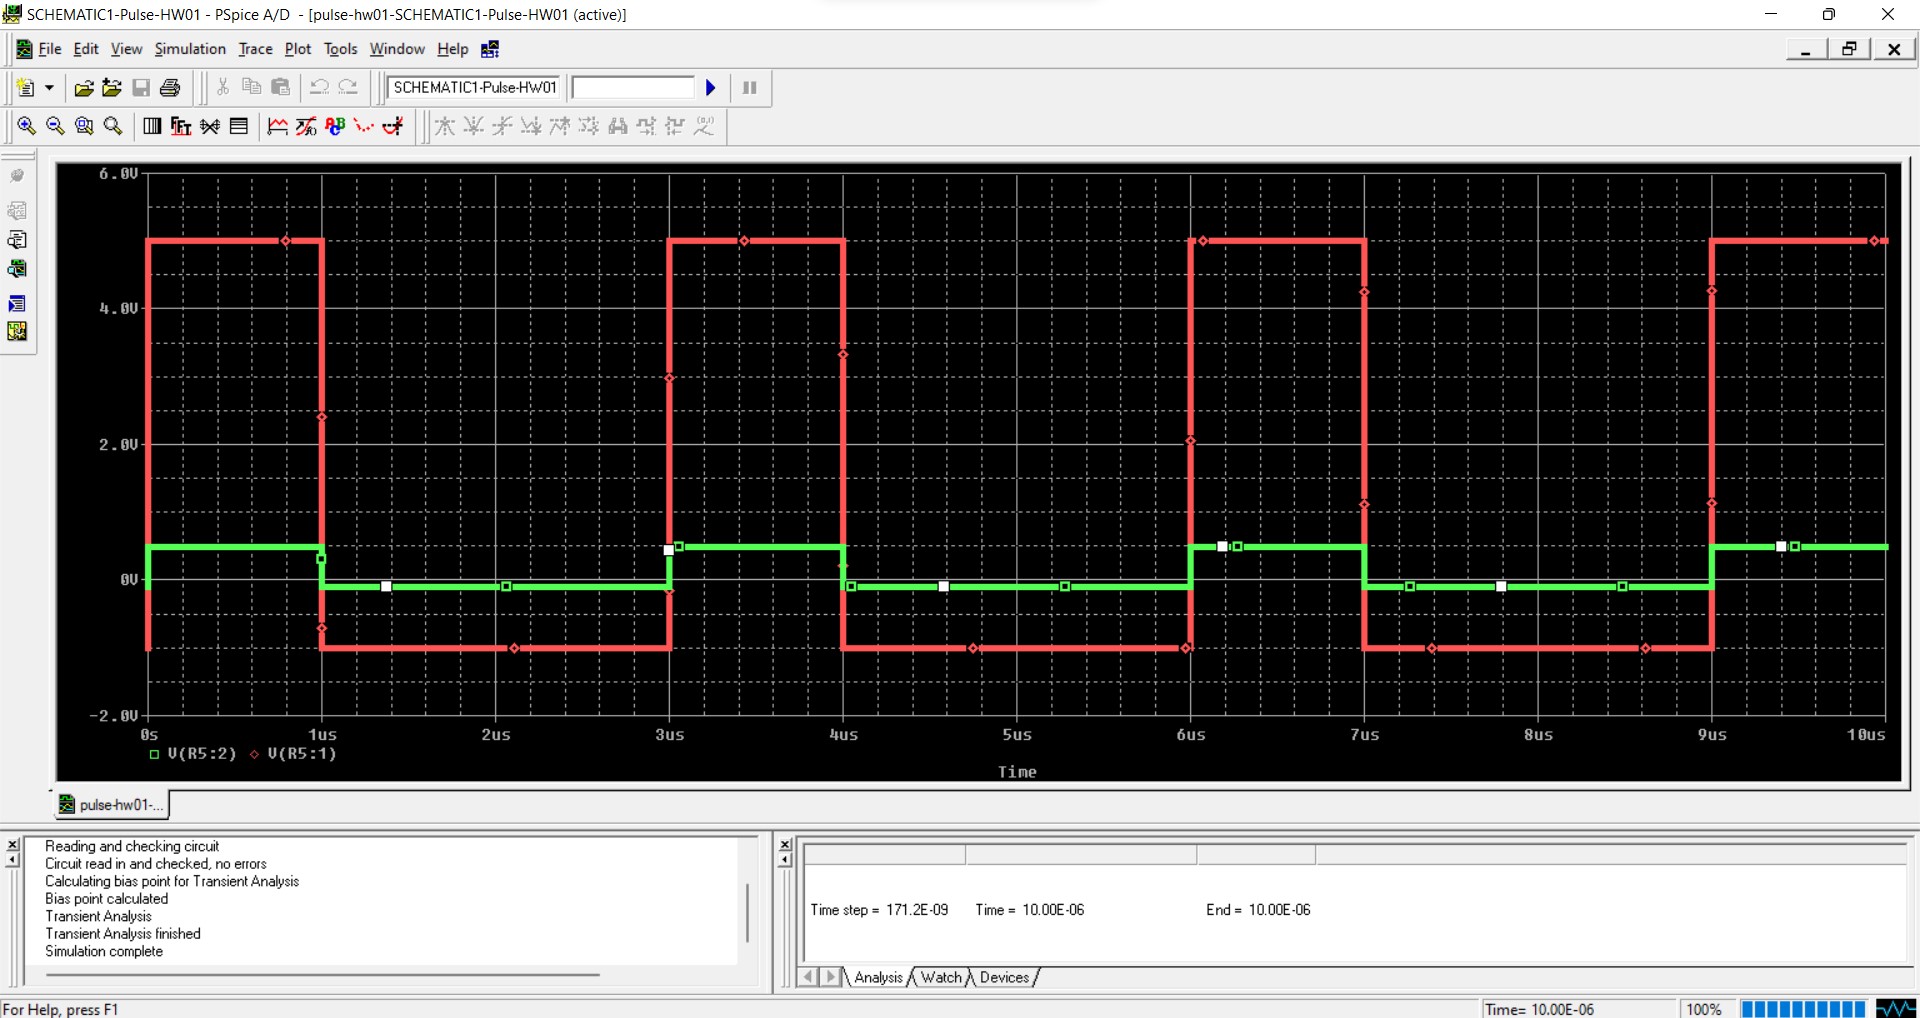 SCHEMATIC1-Pulse-HW01 - PSpice A/D - [pulse-hw01-SCHEMATIC1-Pulse-HW01 (active)]
File Edit View Simulation Trace Plot Tools Window Help
SCHEMATIC1-Pulse-HW01
6.0V
4.0V
2.0V
0V
-2.0V
0s 1us 2us 3us 4us 5us 6us 7us 8us 9us 10us
V(R5:2) V(R5:1)
Time
pulse-hw01-...
Reading and checking circuit
Circuit read in and checked, no errors
Calculating bias point for Transient Analysis
Bias point calculated
Transient Analysis
Transient Analysis finished
Simulation complete
Time step = 171.2E-09 Time = 10.00E-06 End = 10.00E-06
Analysis Watch Devices
For Help, press F1 Time= 10.00E-06 100%